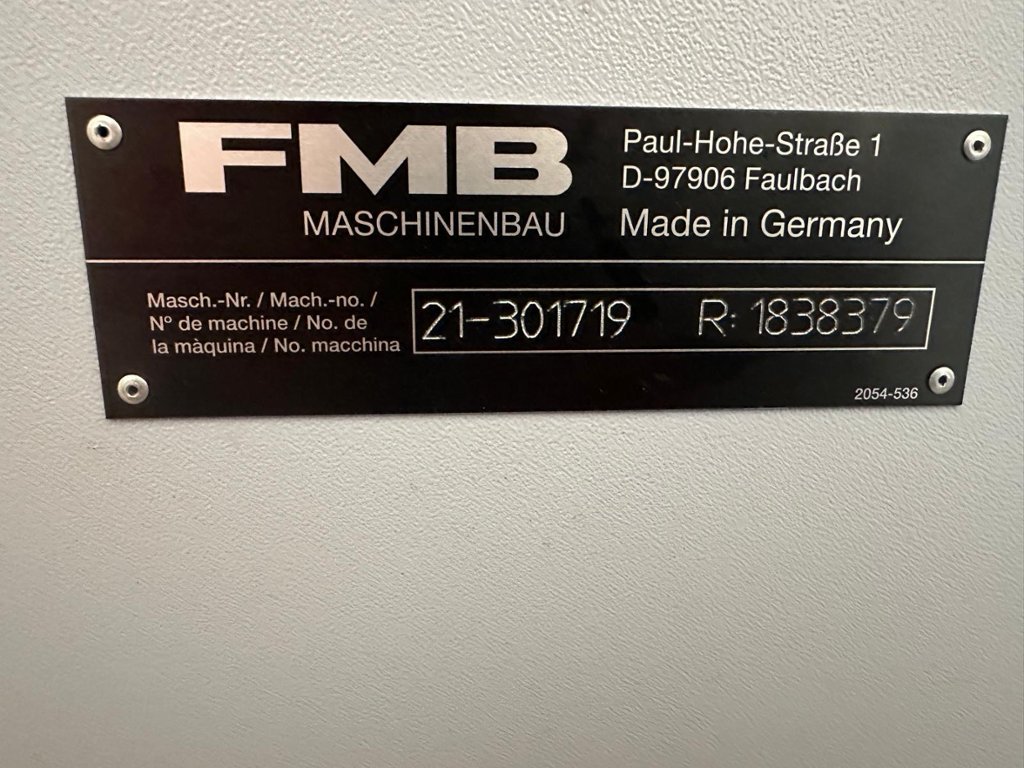 FMB
MASCHINENBAU
Paul-Hohe-Straße 1
D-97906 Faulbach
Made in Germany
Masch.-Nr. / Mach.-no. /
N° de machine / No. de
la màquina / No. macchina
21-301719 R: 1838379
2054-536